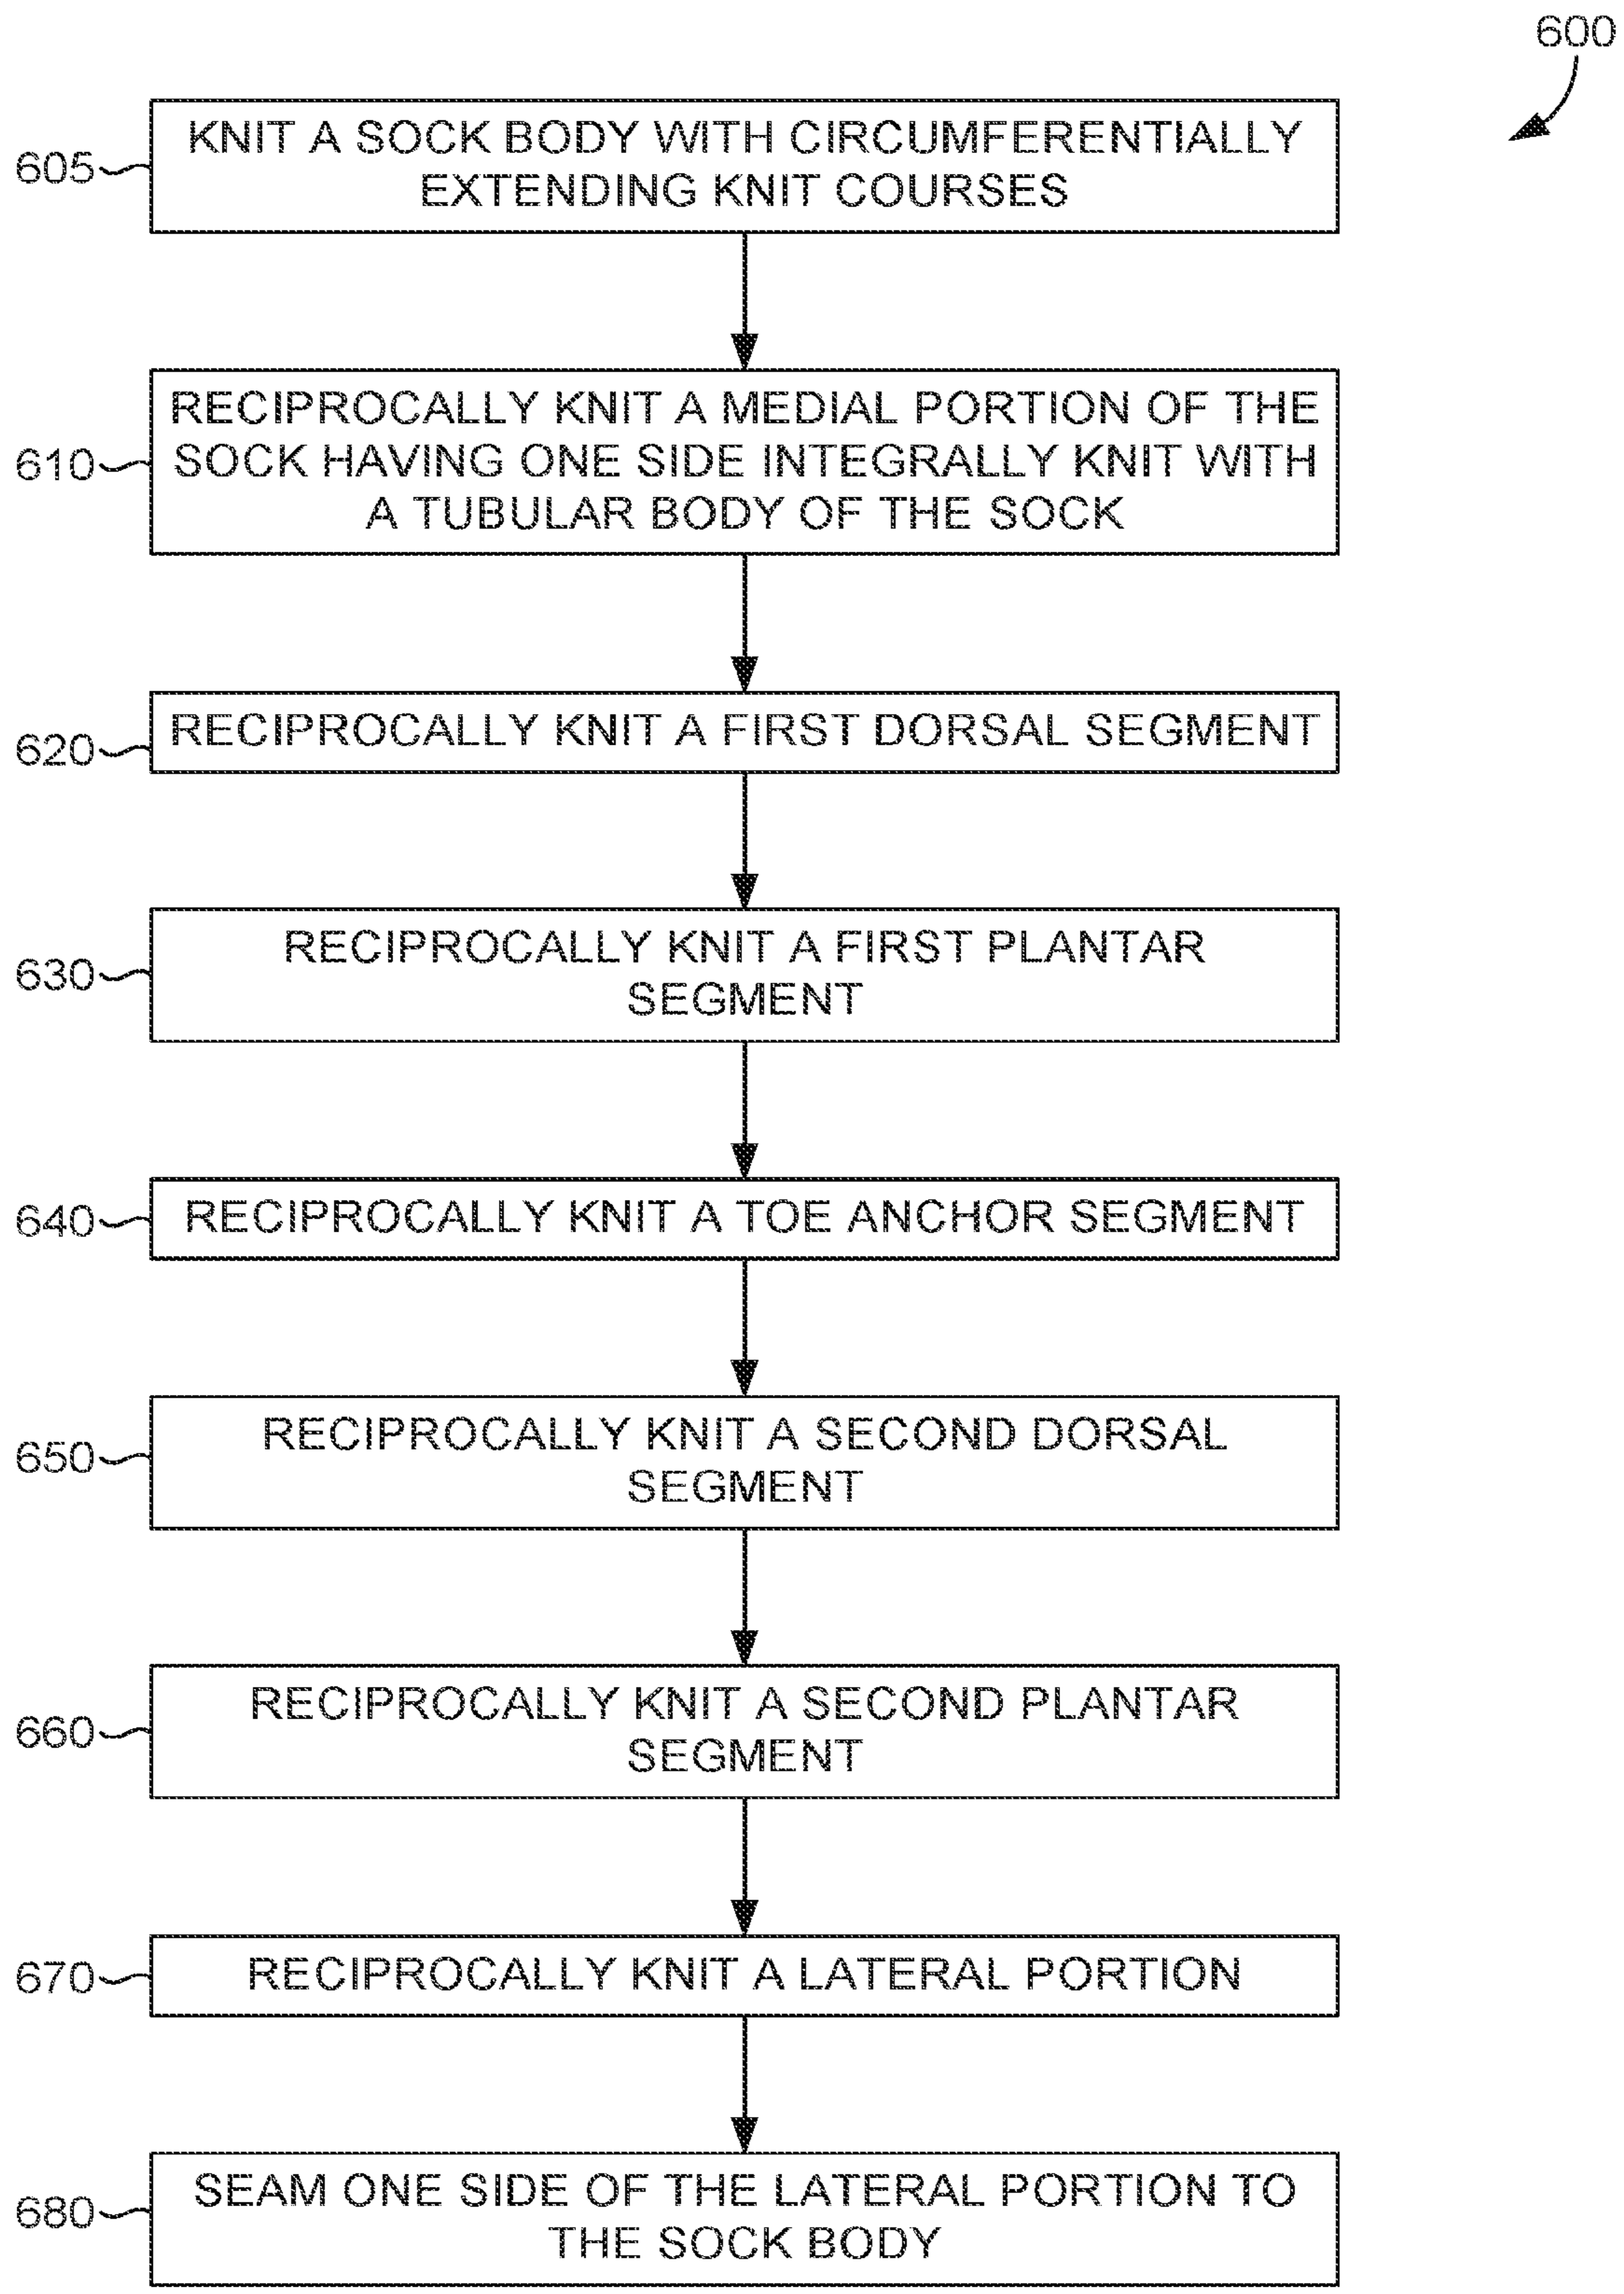 600
605
KNIT A SOCK BODY WITH CIRCUMFERENTIALLY
EXTENDING KNIT COURSES
610
RECIPROCALLY KNIT A MEDIAL PORTION OF THE
SOCK HAVING ONE SIDE INTEGRALLY KNIT WITH
A TUBULAR BODY OF THE SOCK
620
RECIPROCALLY KNIT A FIRST DORSAL SEGMENT
630
RECIPROCALLY KNIT A FIRST PLANTAR
SEGMENT
640
RECIPROCALLY KNIT A TOE ANCHOR SEGMENT
650
RECIPROCALLY KNIT A SECOND DORSAL
SEGMENT
660
RECIPROCALLY KNIT A SECOND PLANTAR
SEGMENT
670
RECIPROCALLY KNIT A LATERAL PORTION
680
SEAM ONE SIDE OF THE LATERAL PORTION TO
THE SOCK BODY